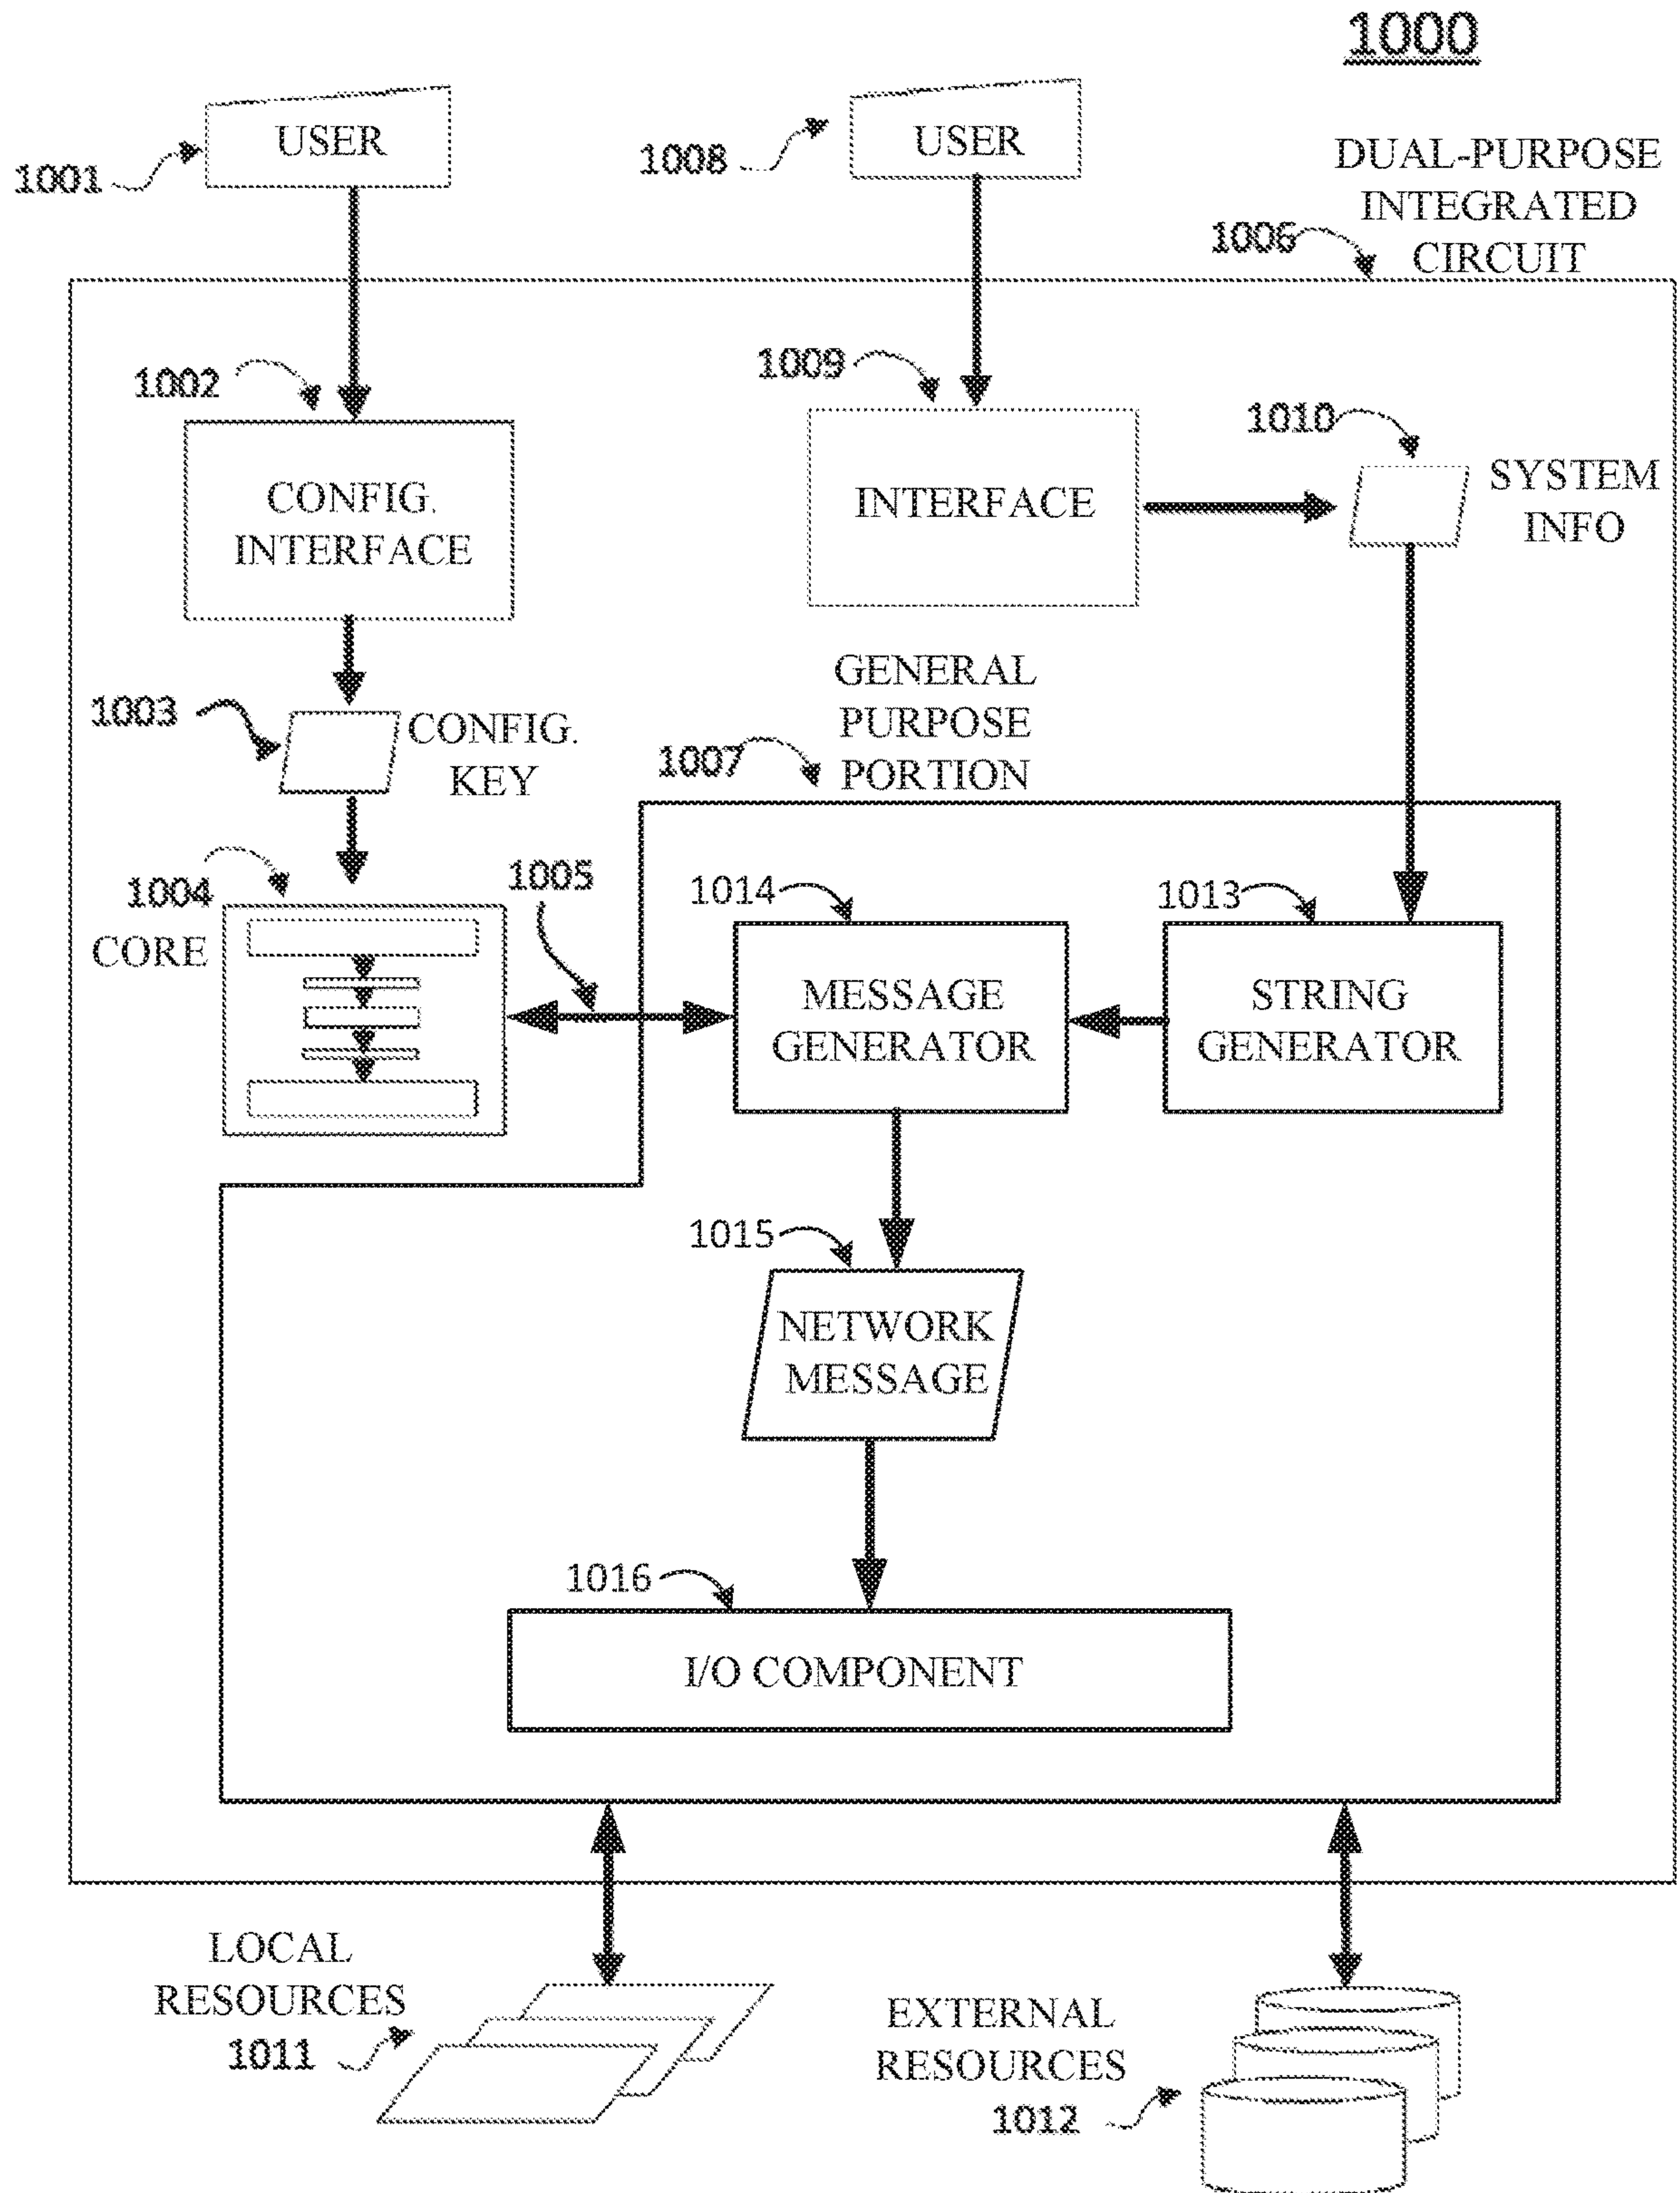 1000
USER
1001
USER
1008
DUAL-PURPOSE
INTEGRATED
CIRCUIT
1006
1002
CONFIG.
INTERFACE
1009
INTERFACE
1010
SYSTEM
INFO
1003
CONFIG.
KEY
GENERAL
PURPOSE
PORTION
1007
1004
CORE
1005
1014
MESSAGE
GENERATOR
1013
STRING
GENERATOR
1015
NETWORK
MESSAGE
1016
I/O COMPONENT
LOCAL
RESOURCES
1011
EXTERNAL
RESOURCES
1012